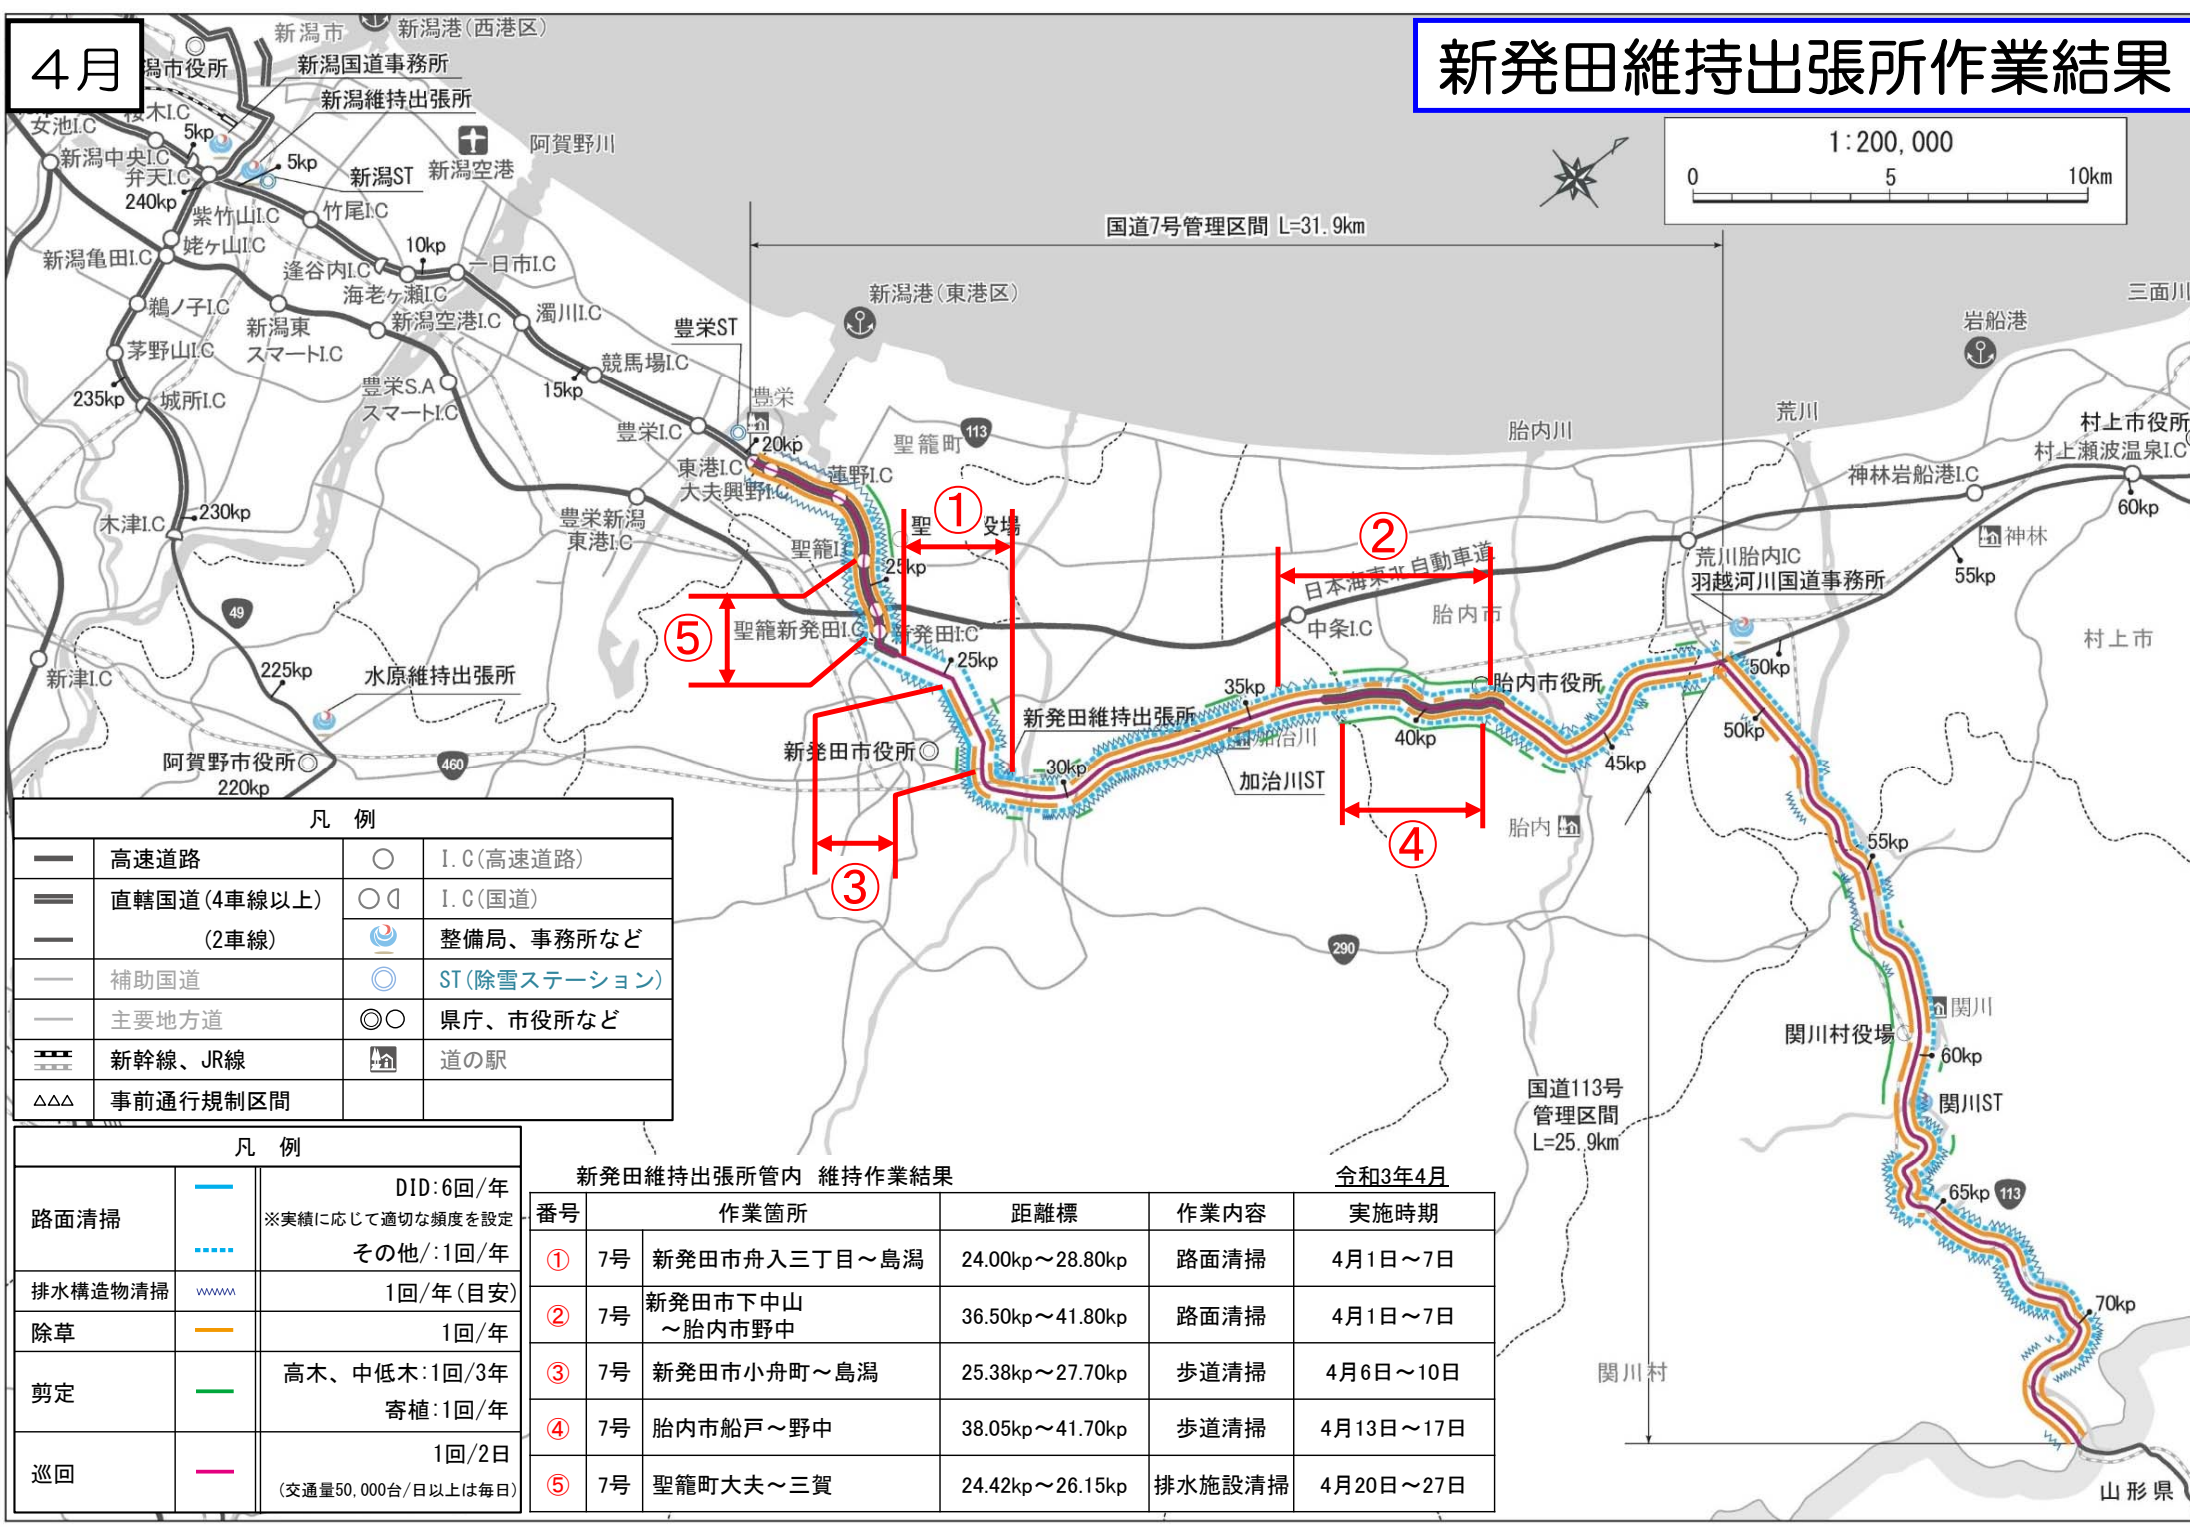 4月
新発田維持出張所作業結果
1:200,000
0 5 10km
新潟市
新潟港(西港区)
潟市役所
新潟国道事務所
新潟維持出張所
桜木I.C
女池I.C
5kp
新潟中央I.C
弁天I.C
5kp
新潟ST
新潟空港
阿賀野川
240kp
紫竹山I.C
竹尾I.C
姥ヶ山I.C
新潟亀田I.C
10kp
逢谷内I.C
一日市I.C
海老ヶ瀬I.C
鵜ノ子I.C
新潟東
スマートI.C
新潟空港I.C
濁川I.C
茅野山I.C
競馬場I.C
15kp
豊栄S.A
スマートI.C
235kp
城所I.C
豊栄ST
豊栄
豊栄I.C
20kp
東港I.C
大夫興野I.C
蓮野I.C
国道7号管理区間 L=31.9km
新潟港(東港区)
聖籠町
113
胎内川
荒川
岩船港
三面川
村上市役所
村上瀬波温泉I.C
神林岩船港I.C
60kp
神林
55kp
木津I.C
230kp
豊栄新潟
東港I.C
①
聖
役場
聖籠I
25kp
②
日本海東北自動車道
荒川胎内IC
羽越河川国道事務所
49
⑤
聖籠新発田I.C
新発田I.C
25kp
中条I.C
胎内市
村上市
50kp
新津I.C
225kp
水原維持出張所
35kp
胎内市役所
新発田維持出張所
加治川
40kp
50kp
新発田市役所
阿賀野市役所
220kp
460
30kp
加治川ST
45kp
胎内
③
④
55kp
290
関川
関川村役場
60kp
国道113号
管理区間
L=25.9km
関川ST
65kp
113
70kp
関川村
山形県
凡 例
高速道路 I.C(高速道路)
直轄国道(4車線以上) I.C(国道)
(2車線) 整備局、事務所など
補助国道 ST(除雪ステーション)
主要地方道 県庁、市役所など
新幹線、JR線 道の駅
事前通行規制区間
凡 例
路面清掃 DID:6回/年
※実績に応じて適切な頻度を設定
その他/:1回/年
排水構造物清掃 1回/年(目安)
除草 1回/年
剪定 高木、中低木:1回/3年
寄植:1回/年
巡回 1回/2日
(交通量50,000台/日以上は毎日)
新発田維持出張所管内 維持作業結果 令和3年4月
番号 作業箇所 距離標 作業内容 実施時期
① 7号 新発田市舟入三丁目～島潟 24.00kp～28.80kp 路面清掃 4月1日～7日
② 7号 新発田市下中山
～胎内市野中 36.50kp～41.80kp 路面清掃 4月1日～7日
③ 7号 新発田市小舟町～島潟 25.38kp～27.70kp 歩道清掃 4月6日～10日
④ 7号 胎内市船戸～野中 38.05kp～41.70kp 歩道清掃 4月13日～17日
⑤ 7号 聖籠町大夫～三賀 24.42kp～26.15kp 排水施設清掃 4月20日～27日